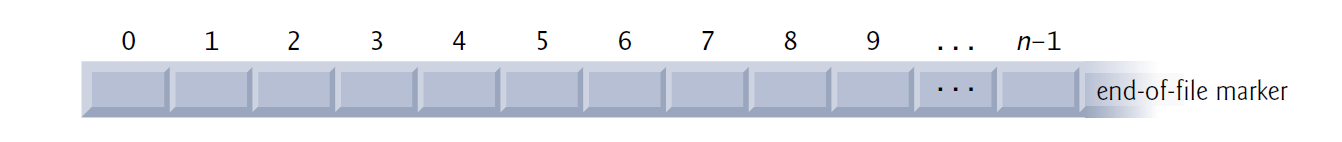 0 1 2 3 4 5 6 7 8 9 ... n–1
... end-of-file marker